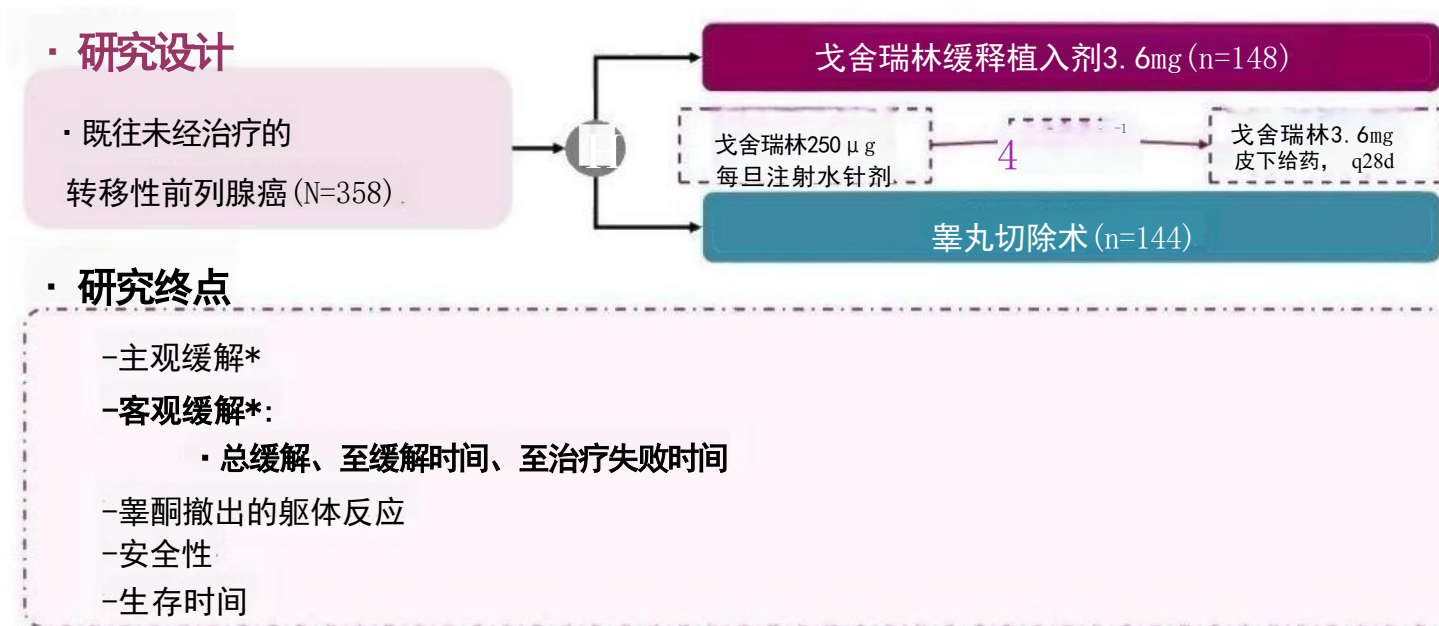 · 研究设计
· 既往未经治疗的
转移性前列腺癌(N=358).
H
戈舍瑞林缓释植入剂3.6mg(n=148)
戈舍瑞林250μg
每旦注射水针剂
4
-1
戈舍瑞林3.6mg
皮下给药, q28d
睾丸切除术(n=144)
· 研究终点
-主观缓解*
-客观缓解*:
· 总缓解、至缓解时间、至治疗失败时间
-睾酮撤出的躯体反应
-安全性
-生存时间